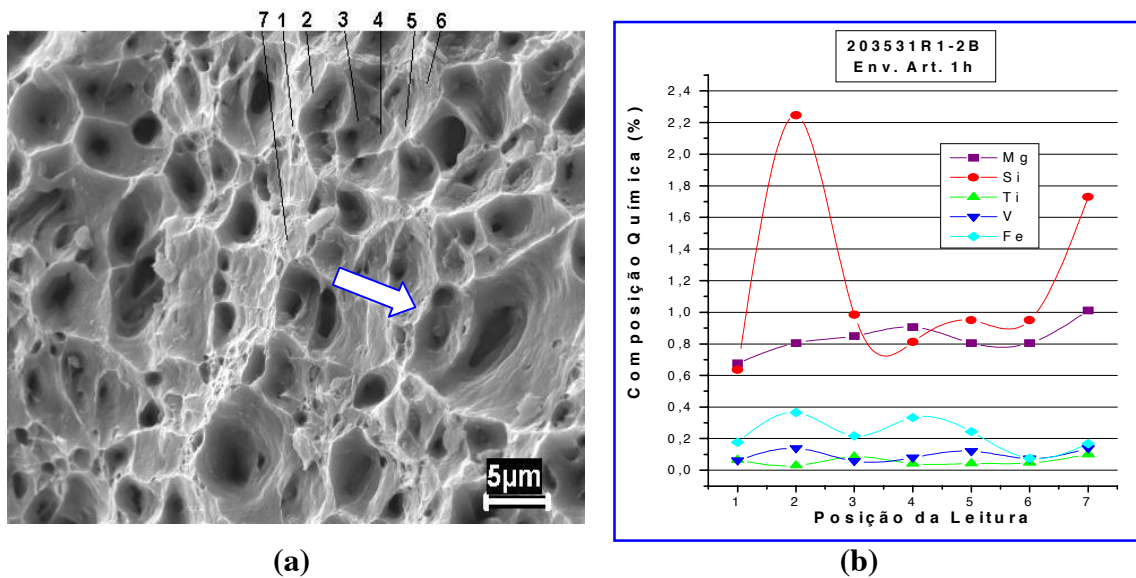 7 1 2 3 4 5 6
5µm
(a)
203531R1-2B
Env. Art. 1h
Composição Química (%)
2,4
2,2
2,0
1,8
1,6
1,4
1,2
1,0
0,8
0,6
0,4
0,2
0,0
Mg
Si
Ti
V
Fe
1 2 3 4 5 6 7
Posição da Leitura
(b)